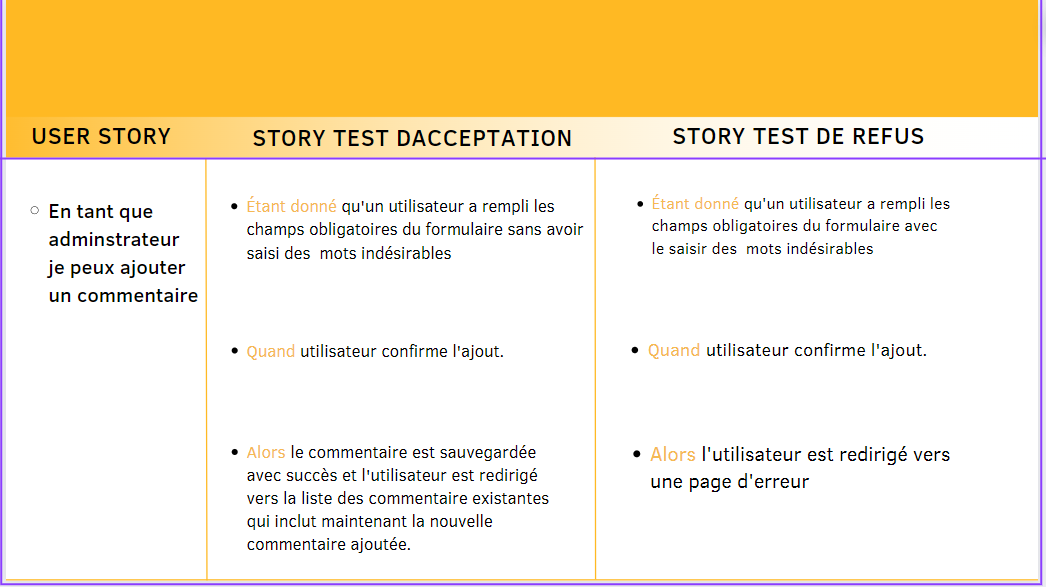 USER STORY
STORY TEST DACCEPTATION
STORY TEST DE REFUS
En tant que
adminstrateur
je peux ajouter
un commentaire
Étant donné qu'un utilisateur a rempli les
champs obligatoires du formulaire sans avoir
saisi des mots indésirables
Quand utilisateur confirme l'ajout.
Alors le commentaire est sauvegardée
avec succès et l'utilisateur est redirigé
vers la liste des commentaire existantes
qui inclut maintenant la nouvelle
commentaire ajoutée.
Étant donné qu'un utilisateur a rempli les
champs obligatoires du formulaire avec
le saisir des mots indésirables
Quand utilisateur confirme l'ajout.
Alors l'utilisateur est redirigé vers
une page d'erreur